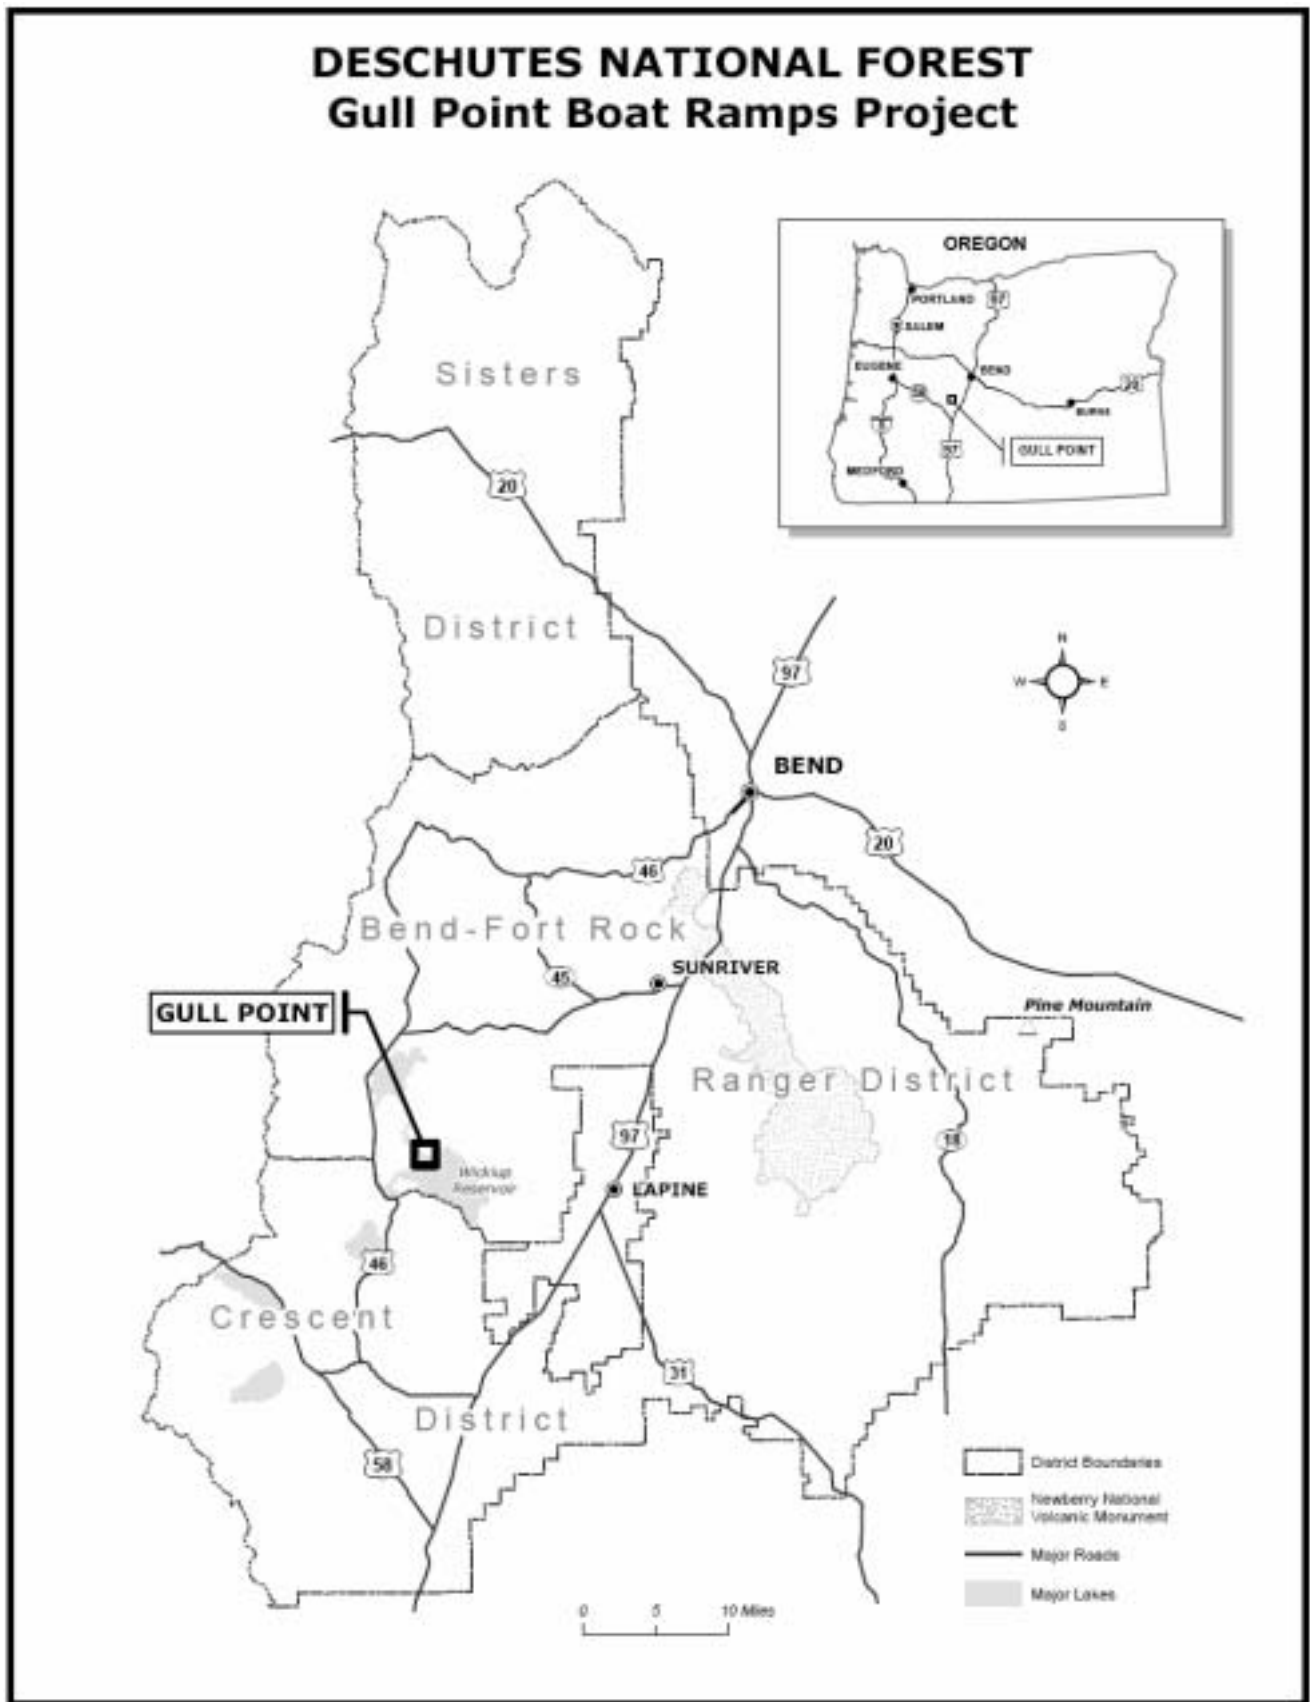 DESCHUTES NATIONAL FOREST
Gull Point Boat Ramps Project
OREGON
PORTLAND
97
SALEM
EUGENE
BEND
58
20
BURNS
5
97
GULL POINT
MEDFORD
Sisters
20
District
97
N
W
E
S
BEND
20
46
Bend-Fort Rock
45
SUNRIVER
GULL POINT
Pine Mountain
Ranger District
97
18
Wickiup
Reservoir
LAPINE
46
Crescent
31
District
58
District Boundaries
Newberry National
Volcanic Monument
Major Roads
Major Lakes
0
5
10 Miles